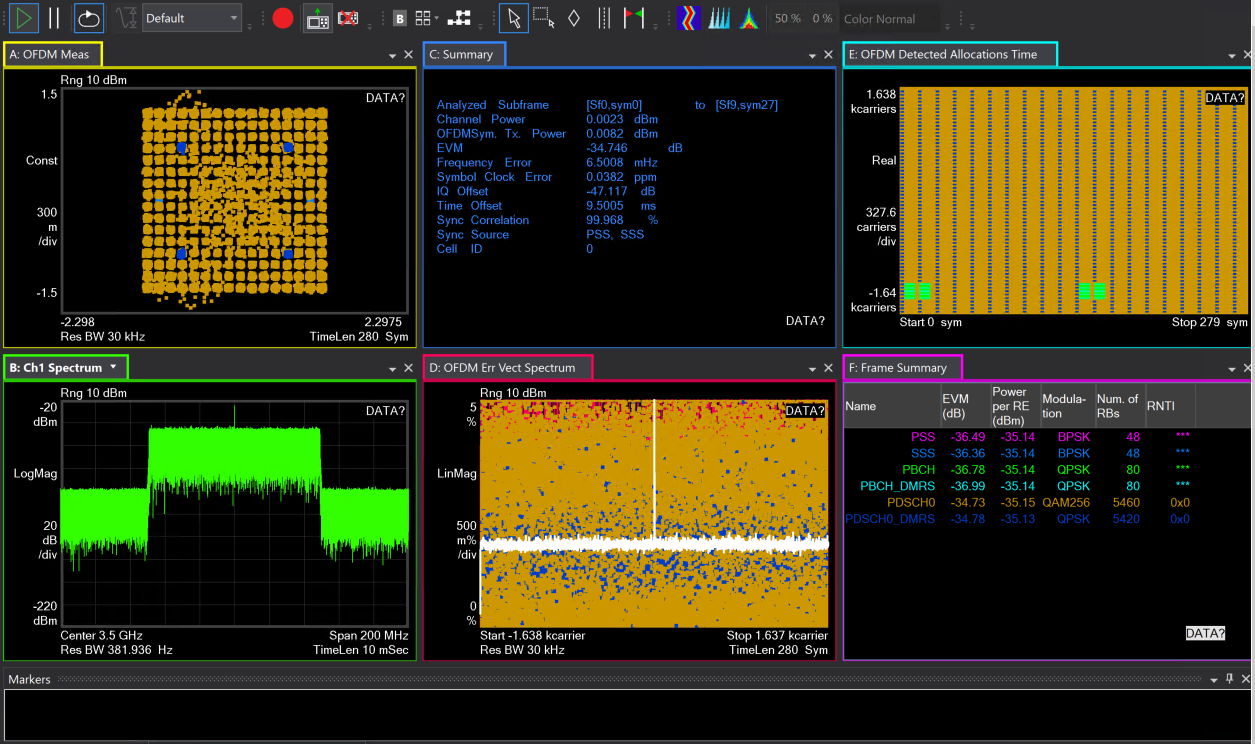 Default
B
50 %
0 %
Color Normal
A: OFDM Meas
Rng 10 dBm
1.5
DATA?
Const
300
m
/div
-1.5
-2.298
2.2975
Res BW 30 kHz
TimeLen 280 Sym
C: Summary
Analyzed Subframe [Sf0,sym0] to [Sf9,sym27]
Channel Power 0.0023 dBm
OFDMSym. Tx. Power 0.0082 dBm
EVM -34.746 dB
Frequency Error 6.5008 mHz
Symbol Clock Error 0.0382 ppm
IQ Offset -47.117 dB
Time Offset 9.5005 ms
Sync Correlation 99.968 %
Sync Source PSS, SSS
Cell ID 0
DATA?
E: OFDM Detected Allocations Time
1.638
kcarriers
DATA?
Real
327.6
carriers
/div
-1.64
kcarriers
Start 0 sym
Stop 279 sym
B: Ch1 Spectrum
Rng 10 dBm
-20
dBm
DATA?
LogMag
20
dB
/div
-220
dBm
Center 3.5 GHz
Span 200 MHz
Res BW 381.936 Hz
TimeLen 10 mSec
D: OFDM Err Vect Spectrum
Rng 10 dBm
5
%
DATA?
LinMag
500
m%
/div
0
%
Start -1.638 kcarrier
Stop 1.637 kcarrier
Res BW 30 kHz
TimeLen 280 Sym
F: Frame Summary
Name EVM (dB) Power per RE (dBm) Modula-tion Num. of RBs RNTI
PSS -36.49 -35.14 BPSK 48 ***
SSS -36.36 -35.14 BPSK 48 ***
PBCH -36.78 -35.14 QPSK 80 ***
PBCH_DMRS -36.99 -35.14 QPSK 80 ***
PDSCH0 -34.73 -35.15 QAM256 5460 0x0
PDSCH0_DMRS -34.78 -35.13 QPSK 5420 0x0
DATA?
Markers